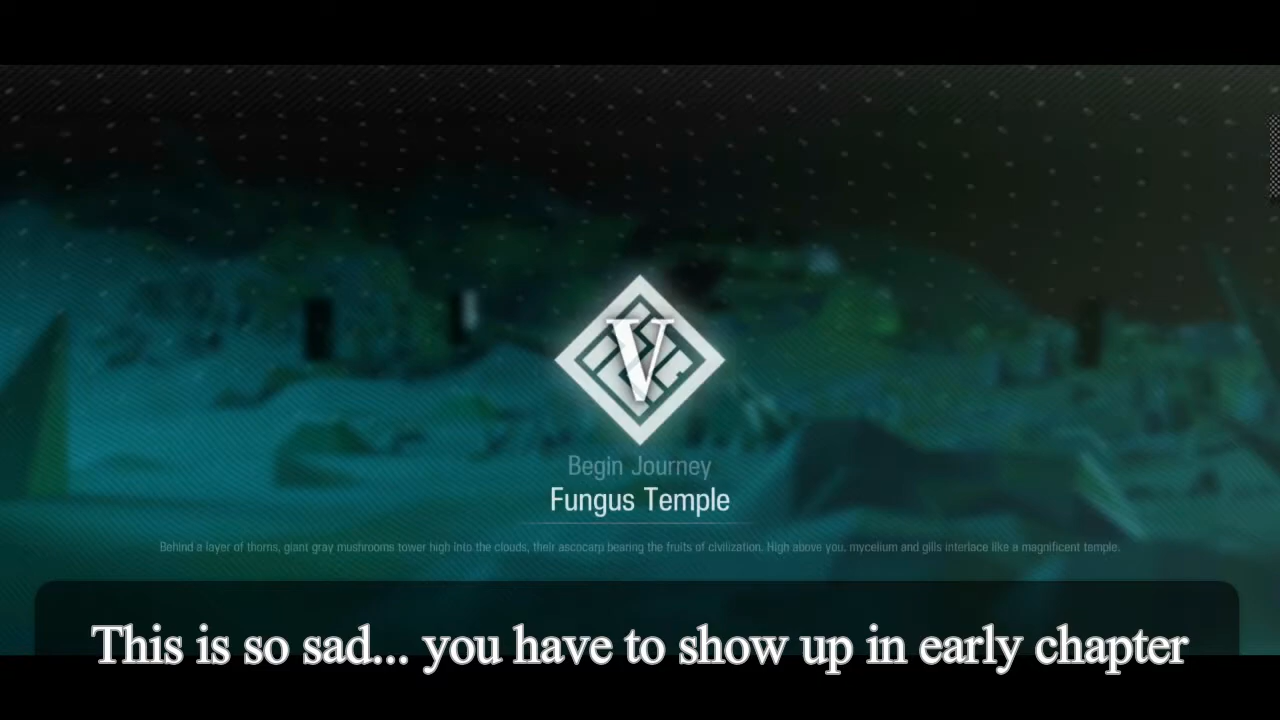 V
Begin Journey
Fungus Temple
Behind a layer of thorns, giant gray mushrooms tower high into the clouds, their ascocarp bearing the fruits of civilization. High above you, mycelium and gills interlace like a magnificent temple.
This is so sad... you have to show up in early chapter